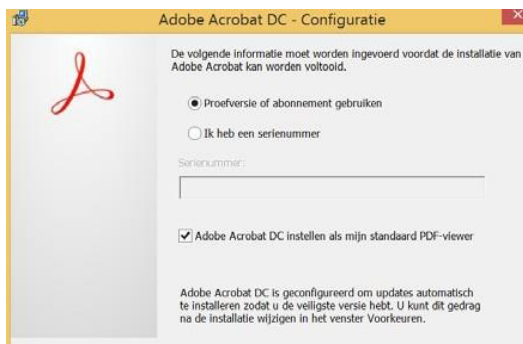 Adobe Acrobat DC - Configuratie
De volgende informatie moet worden ingevoerd voordat de installatie van
Adobe Acrobat kan worden voltooid.
Proefversie of abonnement gebruiken
Ik heb een serienummer
Serienummer:
Adobe Acrobat DC instellen als mijn standaard PDF-viewer
Adobe Acrobat DC is geconfigureerd om updates automatisch
te installeren zodat u de veiligste versie hebt. U kunt dit gedrag
na de installatie wijzigen in het venster Voorkeuren.